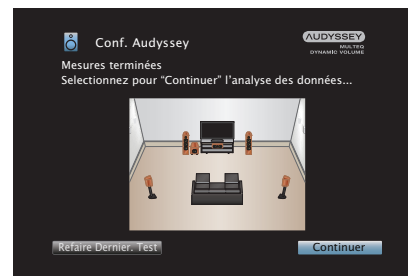 Conf. Audyssey
AUDYSSEY
MULTEQ
DYNAMIC VOLUME
Mesures terminées
Selectionnez pour “Continuer” l’analyse des données...
Refaire Dernier. Test
Continuer